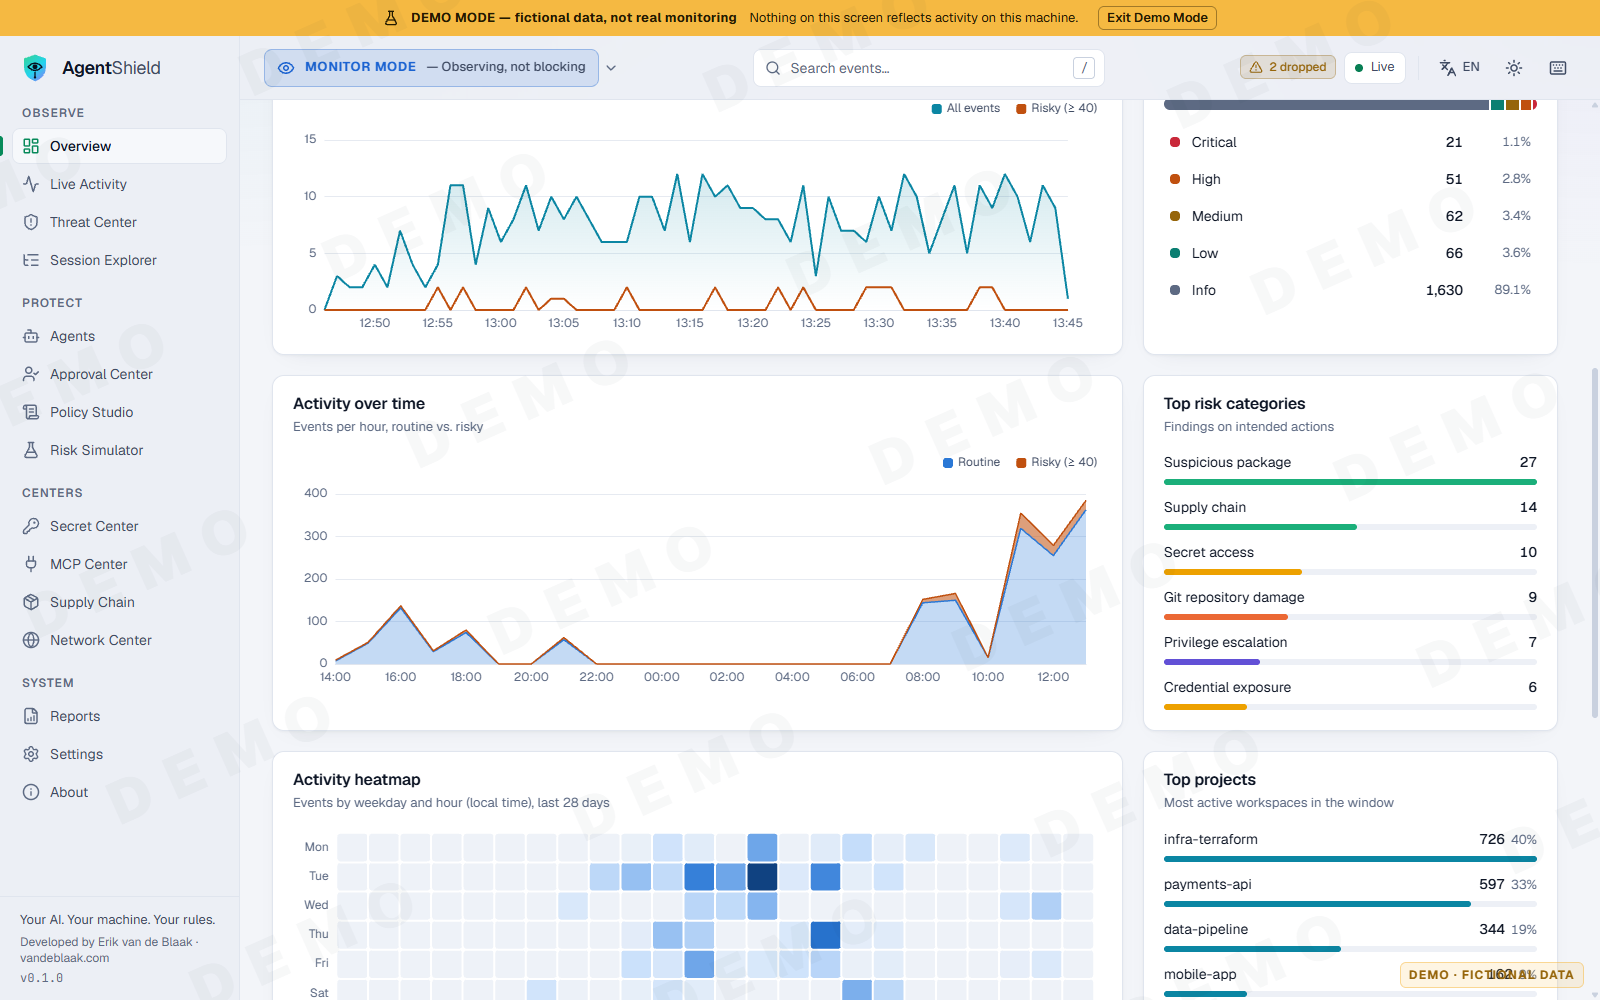 DEMO MODE — fictional data, not real monitoring Nothing on this screen reflects activity on this machine. Exit Demo Mode
AgentShield
MONITOR MODE — Observing, not blocking
Search events... /
2 dropped
Live
EN
OBSERVE
Overview
Live Activity
Threat Center
Session Explorer
PROTECT
Agents
Approval Center
Policy Studio
Risk Simulator
CENTERS
Secret Center
MCP Center
Supply Chain
Network Center
SYSTEM
Reports
Settings
About
Your AI. Your machine. Your rules.
Developed by Erik van de Blaak ·
vandeblaak.com
v0.1.0
All events Risky (≥ 40)
15
10
5
0
12:50 12:55 13:00 13:05 13:10 13:15 13:20 13:25 13:30 13:35 13:40 13:45
Critical 21 1.1%
High 51 2.8%
Medium 62 3.4%
Low 66 3.6%
Info 1,630 89.1%
Activity over time
Events per hour, routine vs. risky
Routine Risky (≥ 40)
400
300
200
100
0
14:00 16:00 18:00 20:00 22:00 00:00 02:00 04:00 06:00 08:00 10:00 12:00
Top risk categories
Findings on intended actions
Suspicious package 27
Supply chain 14
Secret access 10
Git repository damage 9
Privilege escalation 7
Credential exposure 6
Activity heatmap
Events by weekday and hour (local time), last 28 days
Mon
Tue
Wed
Thu
Fri
Sat
Top projects
Most active workspaces in the window
infra-terraform 726 40%
payments-api 597 33%
data-pipeline 344 19%
mobile-app 162
DEMO · FICTIONAL DATA
DEMO